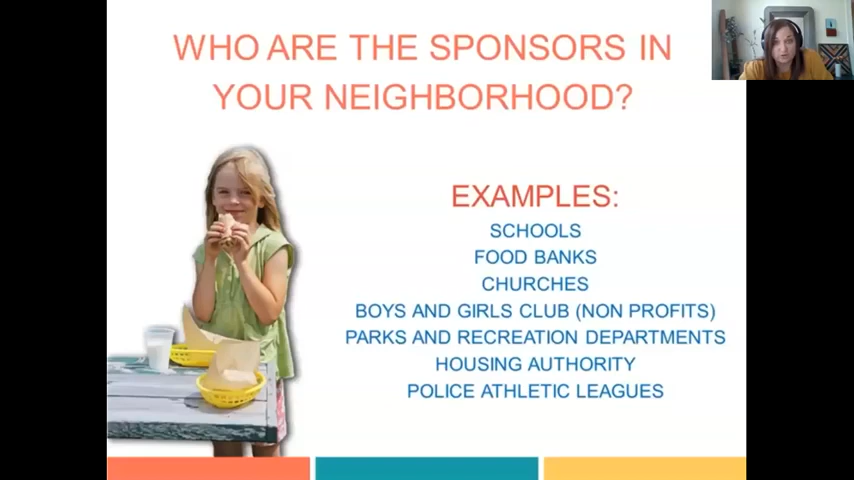 WHO ARE THE SPONSORS IN
YOUR NEIGHBORHOOD?
EXAMPLES:
SCHOOLS
FOOD BANKS
CHURCHES
BOYS AND GIRLS CLUB (NON PROFITS)
PARKS AND RECREATION DEPARTMENTS
HOUSING AUTHORITY
POLICE ATHLETIC LEAGUES